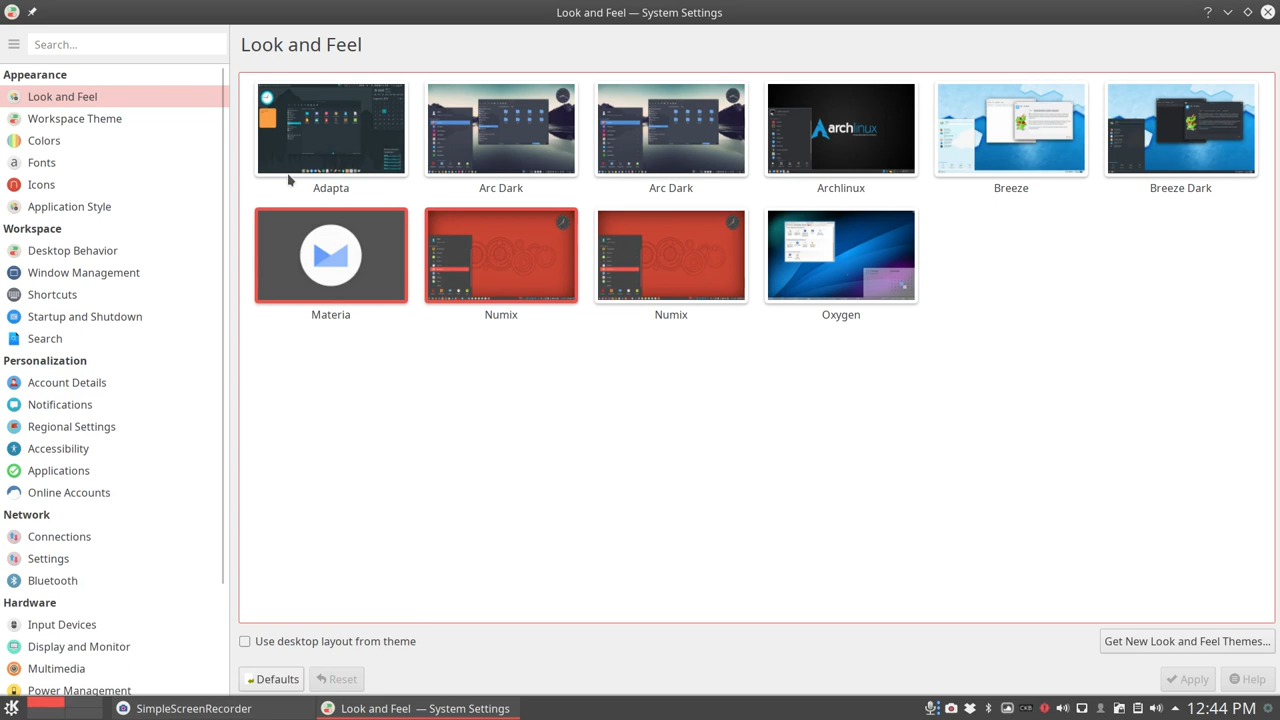 Look and Feel — System Settings
Search...
Look and Feel
Appearance
Look and Feel
Workspace Theme
Colors
Fonts
Icons
Application Style
Workspace
Desktop Behavior
Window Management
Shortcuts
Startup and Shutdown
Search
Personalization
Account Details
Notifications
Regional Settings
Accessibility
Applications
Online Accounts
Network
Connections
Settings
Bluetooth
Hardware
Input Devices
Display and Monitor
Multimedia
Power Management
archlinux
Adapta
Arc Dark
Arc Dark
Archlinux
Breeze
Breeze Dark
Materia
Numix
Numix
Oxygen
Use desktop layout from theme
Get New Look and Feel Themes...
Defaults
Reset
Apply
Help
SimpleScreenRecorder
Look and Feel — System Settings
12:44 PM